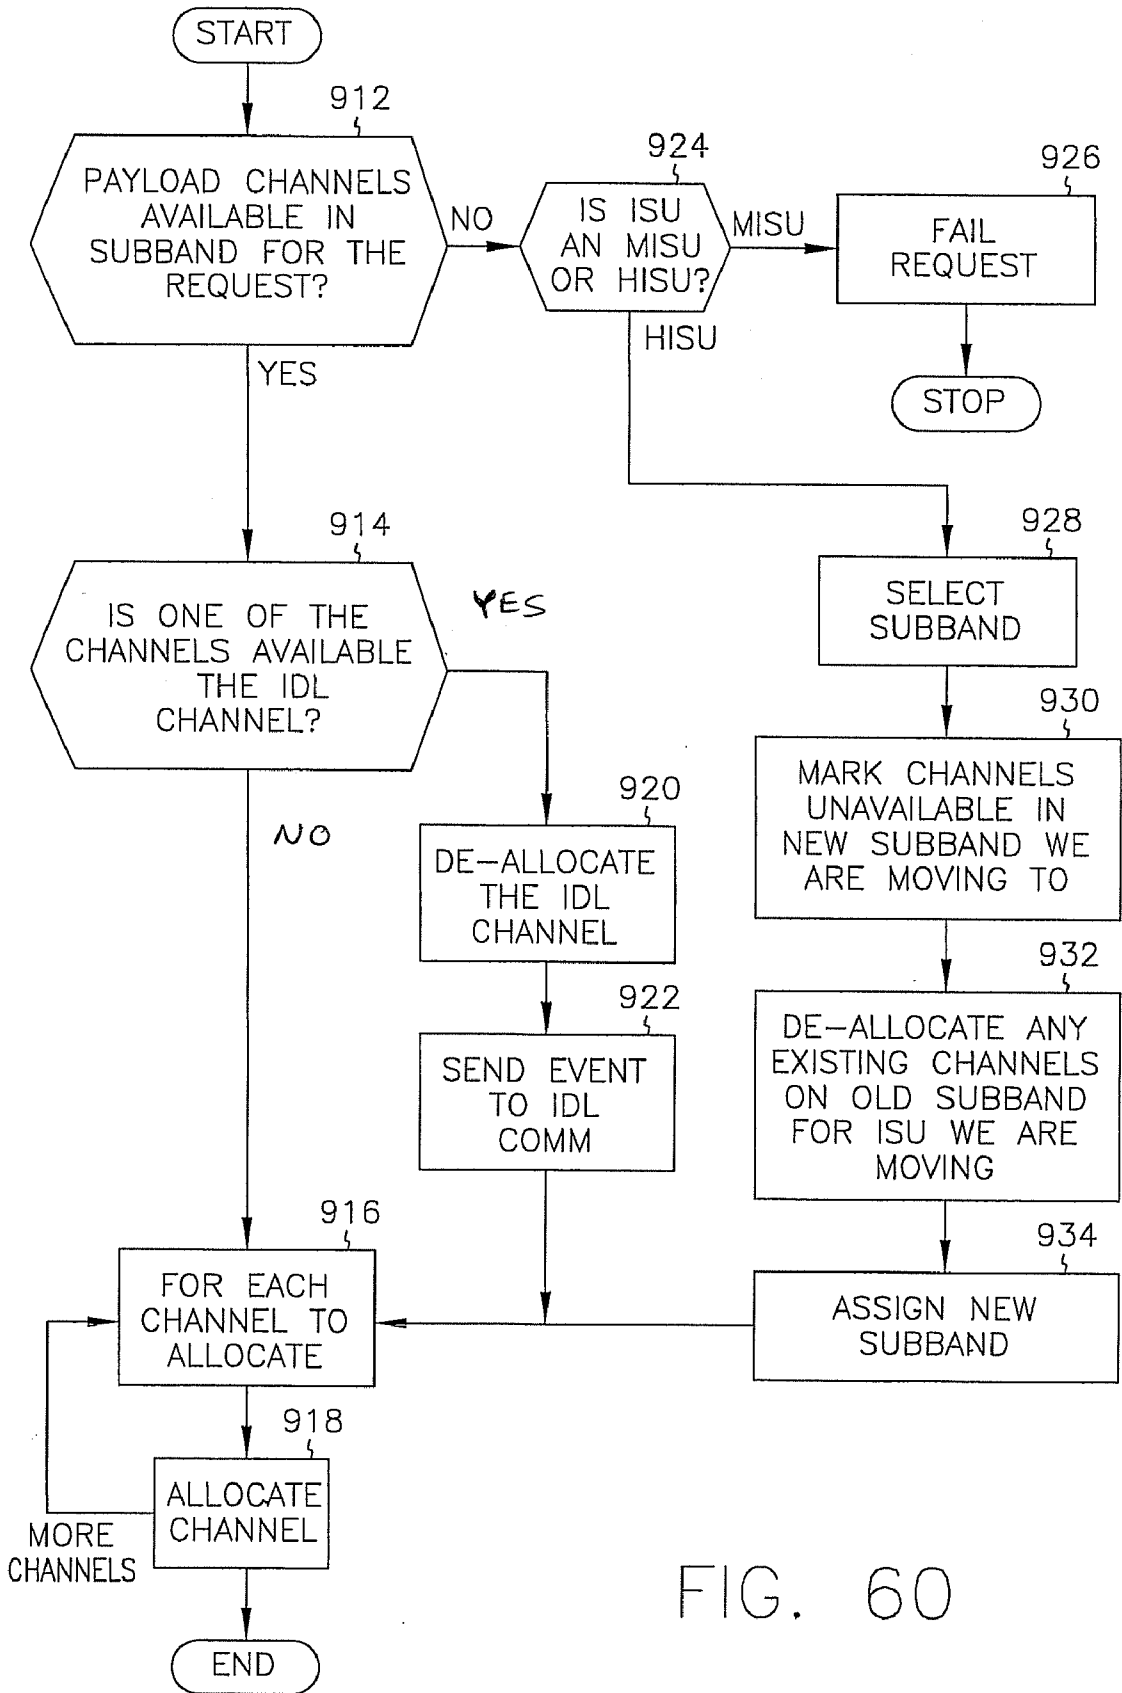 START
912
PAYLOAD CHANNELS
AVAILABLE IN
SUBBAND FOR THE
REQUEST?
NO
YES
924
IS ISU
AN MISU
OR HISU?
MISU
HISU
926
FAIL
REQUEST
STOP
914
IS ONE OF THE
CHANNELS AVAILABLE
THE IDL
CHANNEL?
YES
NO
928
SELECT
SUBBAND
930
MARK CHANNELS
UNAVAILABLE IN
NEW SUBBAND WE
ARE MOVING TO
920
DE-ALLOCATE
THE IDL
CHANNEL
922
SEND EVENT
TO IDL
COMM
932
DE-ALLOCATE ANY
EXISTING CHANNELS
ON OLD SUBBAND
FOR ISU WE ARE
MOVING
934
ASSIGN NEW
SUBBAND
916
FOR EACH
CHANNEL TO
ALLOCATE
918
ALLOCATE
CHANNEL
MORE
CHANNELS
END
FIG. 60